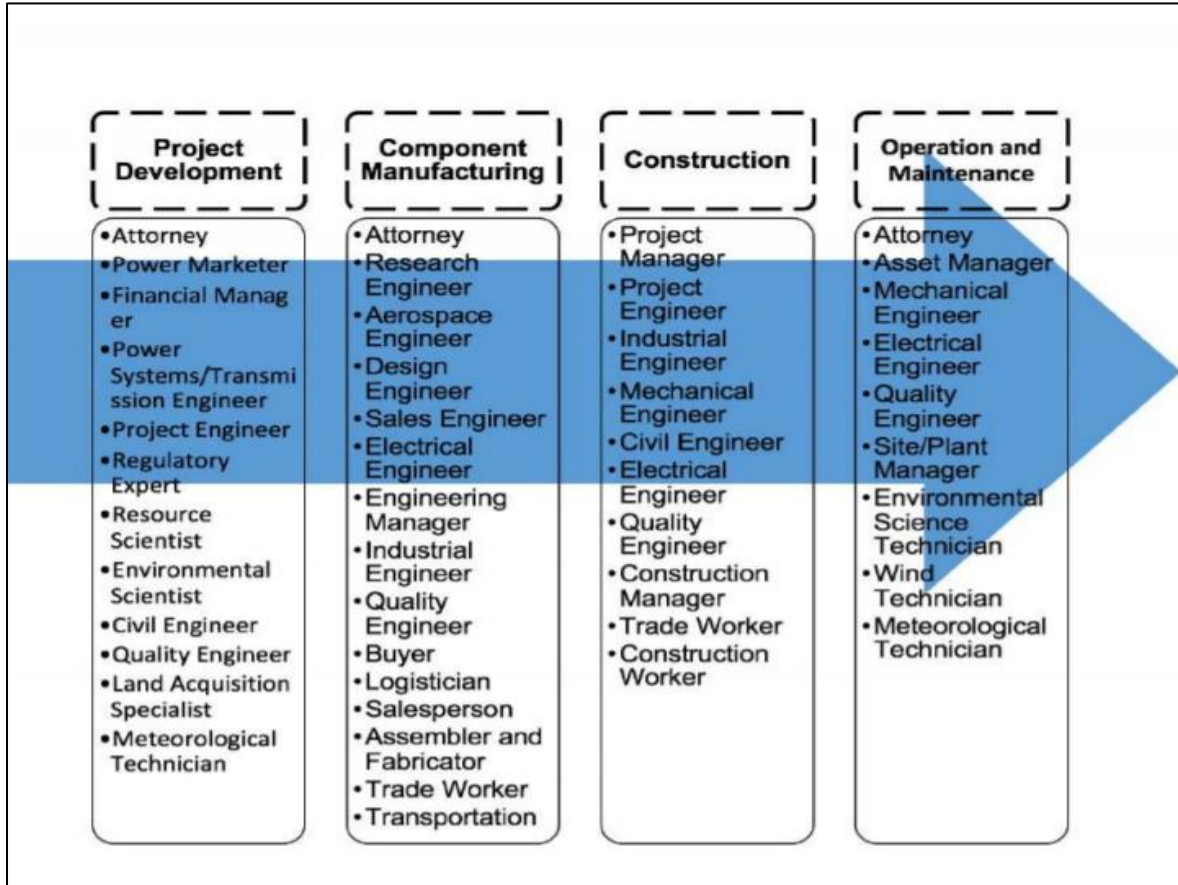 Project
Development
•Attorney
•Power Marketer
•Financial Manag
er
•Power
Systems/Transmi
ssion Engineer
•Project Engineer
•Regulatory
Expert
•Resource
Scientist
•Environmental
Scientist
•Civil Engineer
•Quality Engineer
•Land Acquisition
Specialist
•Meteorological
Technician
Component
Manufacturing
•Attorney
•Research
Engineer
•Aerospace
Engineer
•Design
Engineer
•Sales Engineer
•Electrical
Engineer
•Engineering
Manager
•Industrial
Engineer
•Quality
Engineer
•Buyer
•Logistician
•Salesperson
•Assembler and
Fabricator
•Trade Worker
•Transportation
Construction
•Project
Manager
•Project
Engineer
•Industrial
Engineer
•Mechanical
Engineer
•Civil Engineer
•Electrical
Engineer
•Quality
Engineer
•Construction
Manager
•Trade Worker
•Construction
Worker
Operation and
Maintenance
•Attorney
•Asset Manager
•Mechanical
Engineer
•Electrical
Engineer
•Quality
Engineer
•Site/Plant
Manager
•Environmental
Science
Technician
•Wind
Technician
•Meteorological
Technician